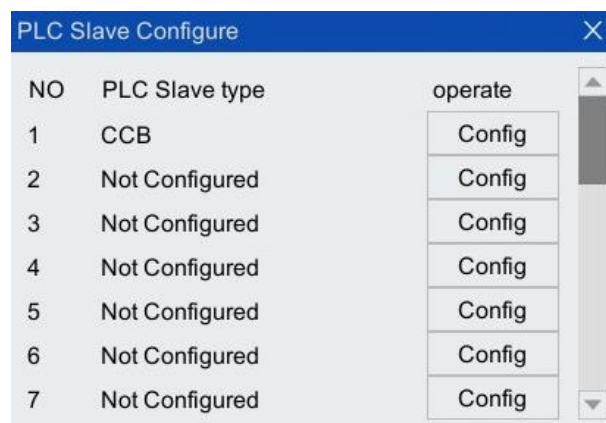 PLC Slave Configure
NO PLC Slave type operate
1 CCB Config
2 Not Configured Config
3 Not Configured Config
4 Not Configured Config
5 Not Configured Config
6 Not Configured Config
7 Not Configured Config